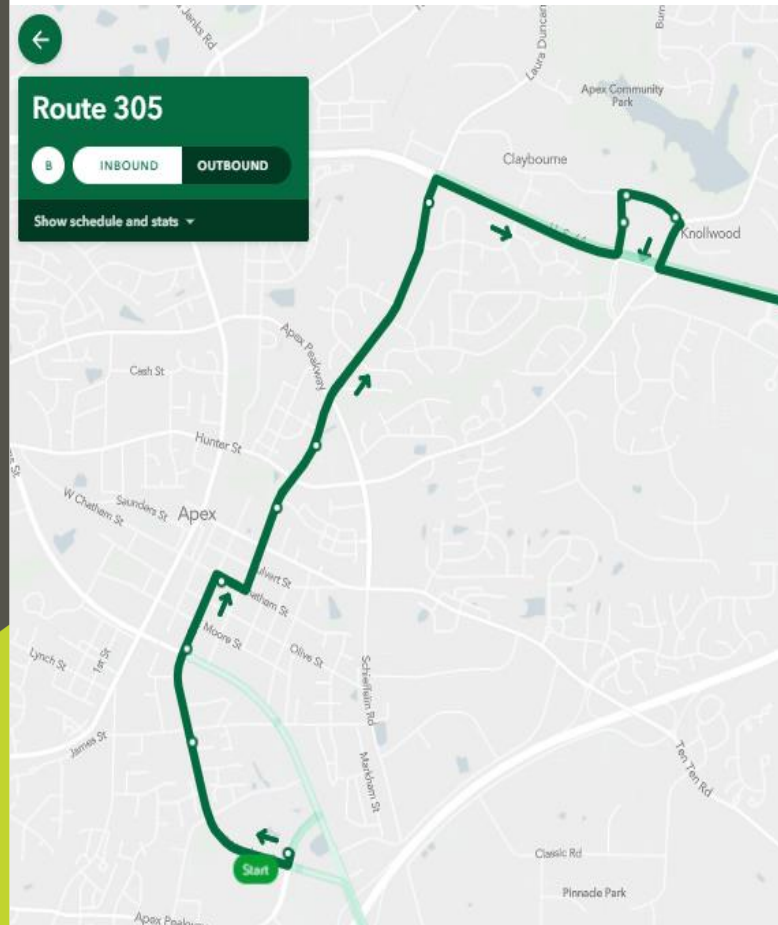 Jenks Rd
Laura Duncan
Apex Community
Park
Route 305
Claybourne
B INBOUND OUTBOUND
Show schedule and stats
Knollwood
Apex Peakway
Cash St
Hunter St
W Chatham St
Saunders St
Apex
Moore St
Olive St
Lynch St
1st St
Schieffelin Rd
James St
Markham St
Ten Ten Rd
Start
Classic Rd
Pinnacle Park